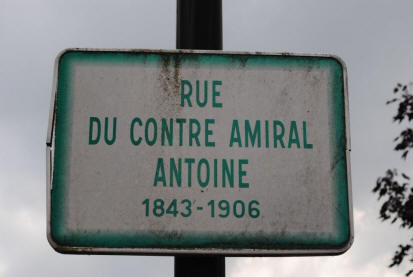 RUE
DU CONTRE AMIRAL
ANTOINE
1843-1906